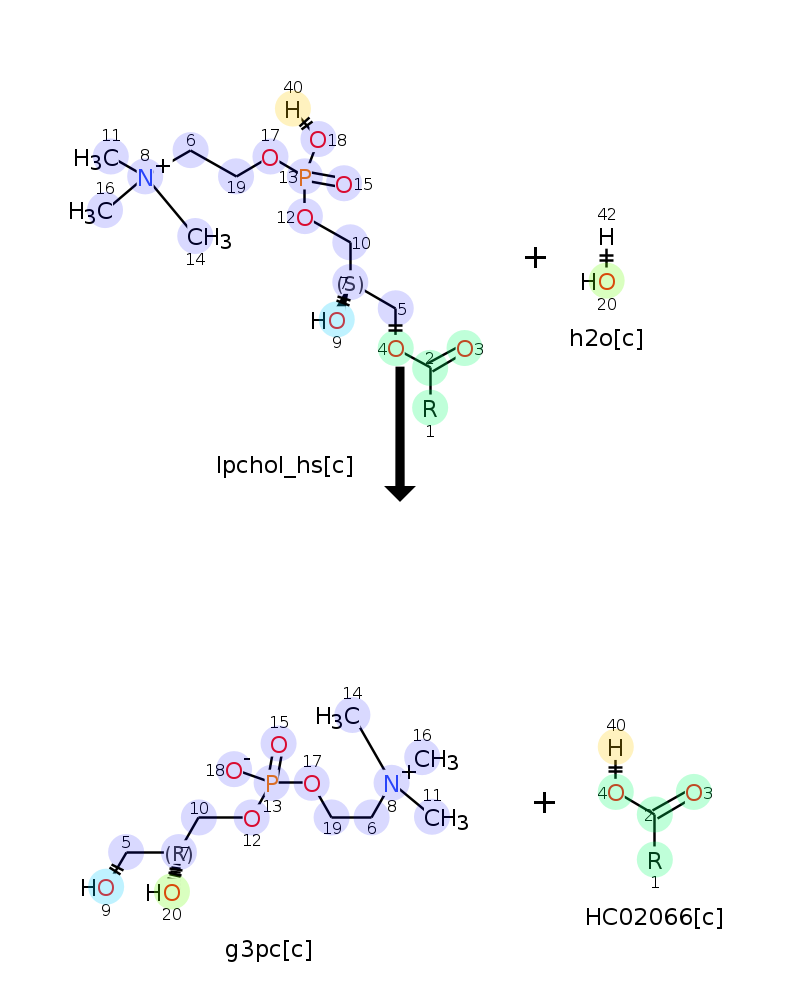 40
H
11
8
6
17
O
18
H3C
+
O
N
13
P
O
15
16
19
H3C
12
O
CH3
10
14
42
H
+
7
(S)
5
HO
20
HO
9
4
O
2
O
3
h2o[c]
R
1
lpchol_hs[c]
14
H3C
15
O
16
17
CH3
40
H
18
O
-
+
P
O
N
11
4
O
O
3
13
8
10
19
6
CH3
+
2
O
12
5
(R)
7
R
HO
HO
1
9
20
HC02066[c]
g3pc[c]